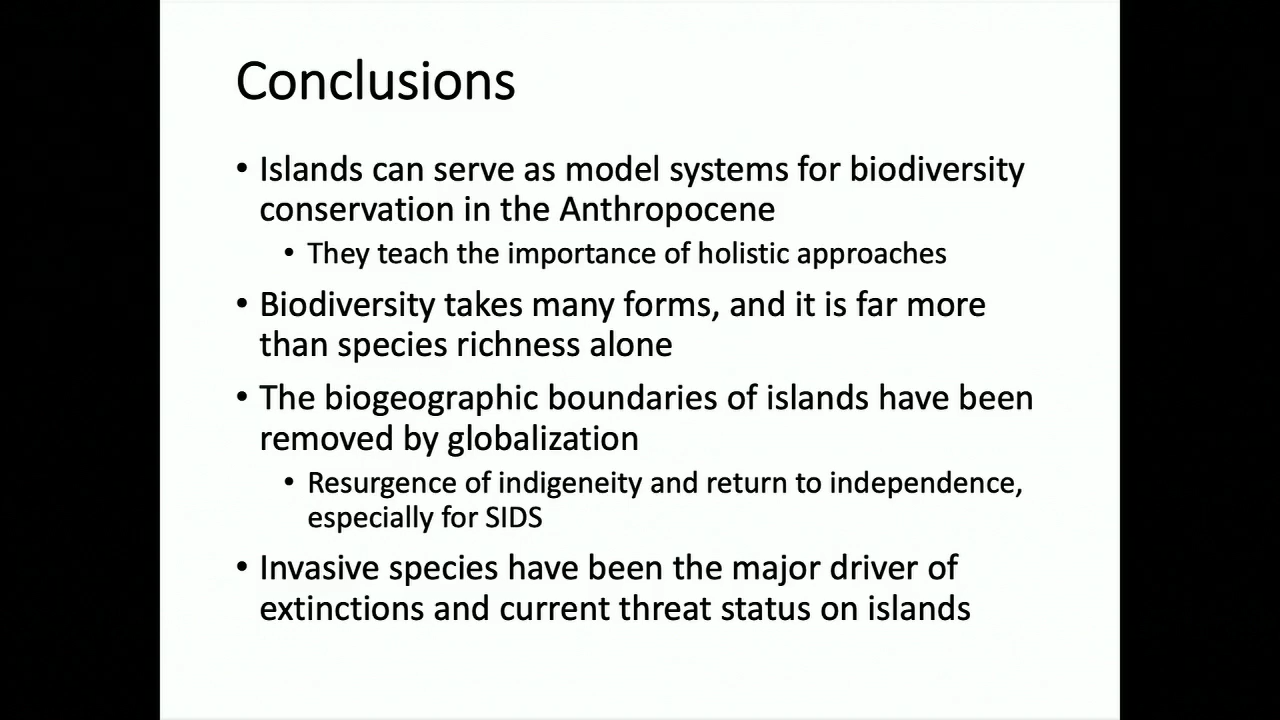 Conclusions
• Islands can serve as model systems for biodiversity
conservation in the Anthropocene
• They teach the importance of holistic approaches
• Biodiversity takes many forms, and it is far more
than species richness alone
• The biogeographic boundaries of islands have been
removed by globalization
• Resurgence of indigeneity and return to independence,
especially for SIDS
• Invasive species have been the major driver of
extinctions and current threat status on islands